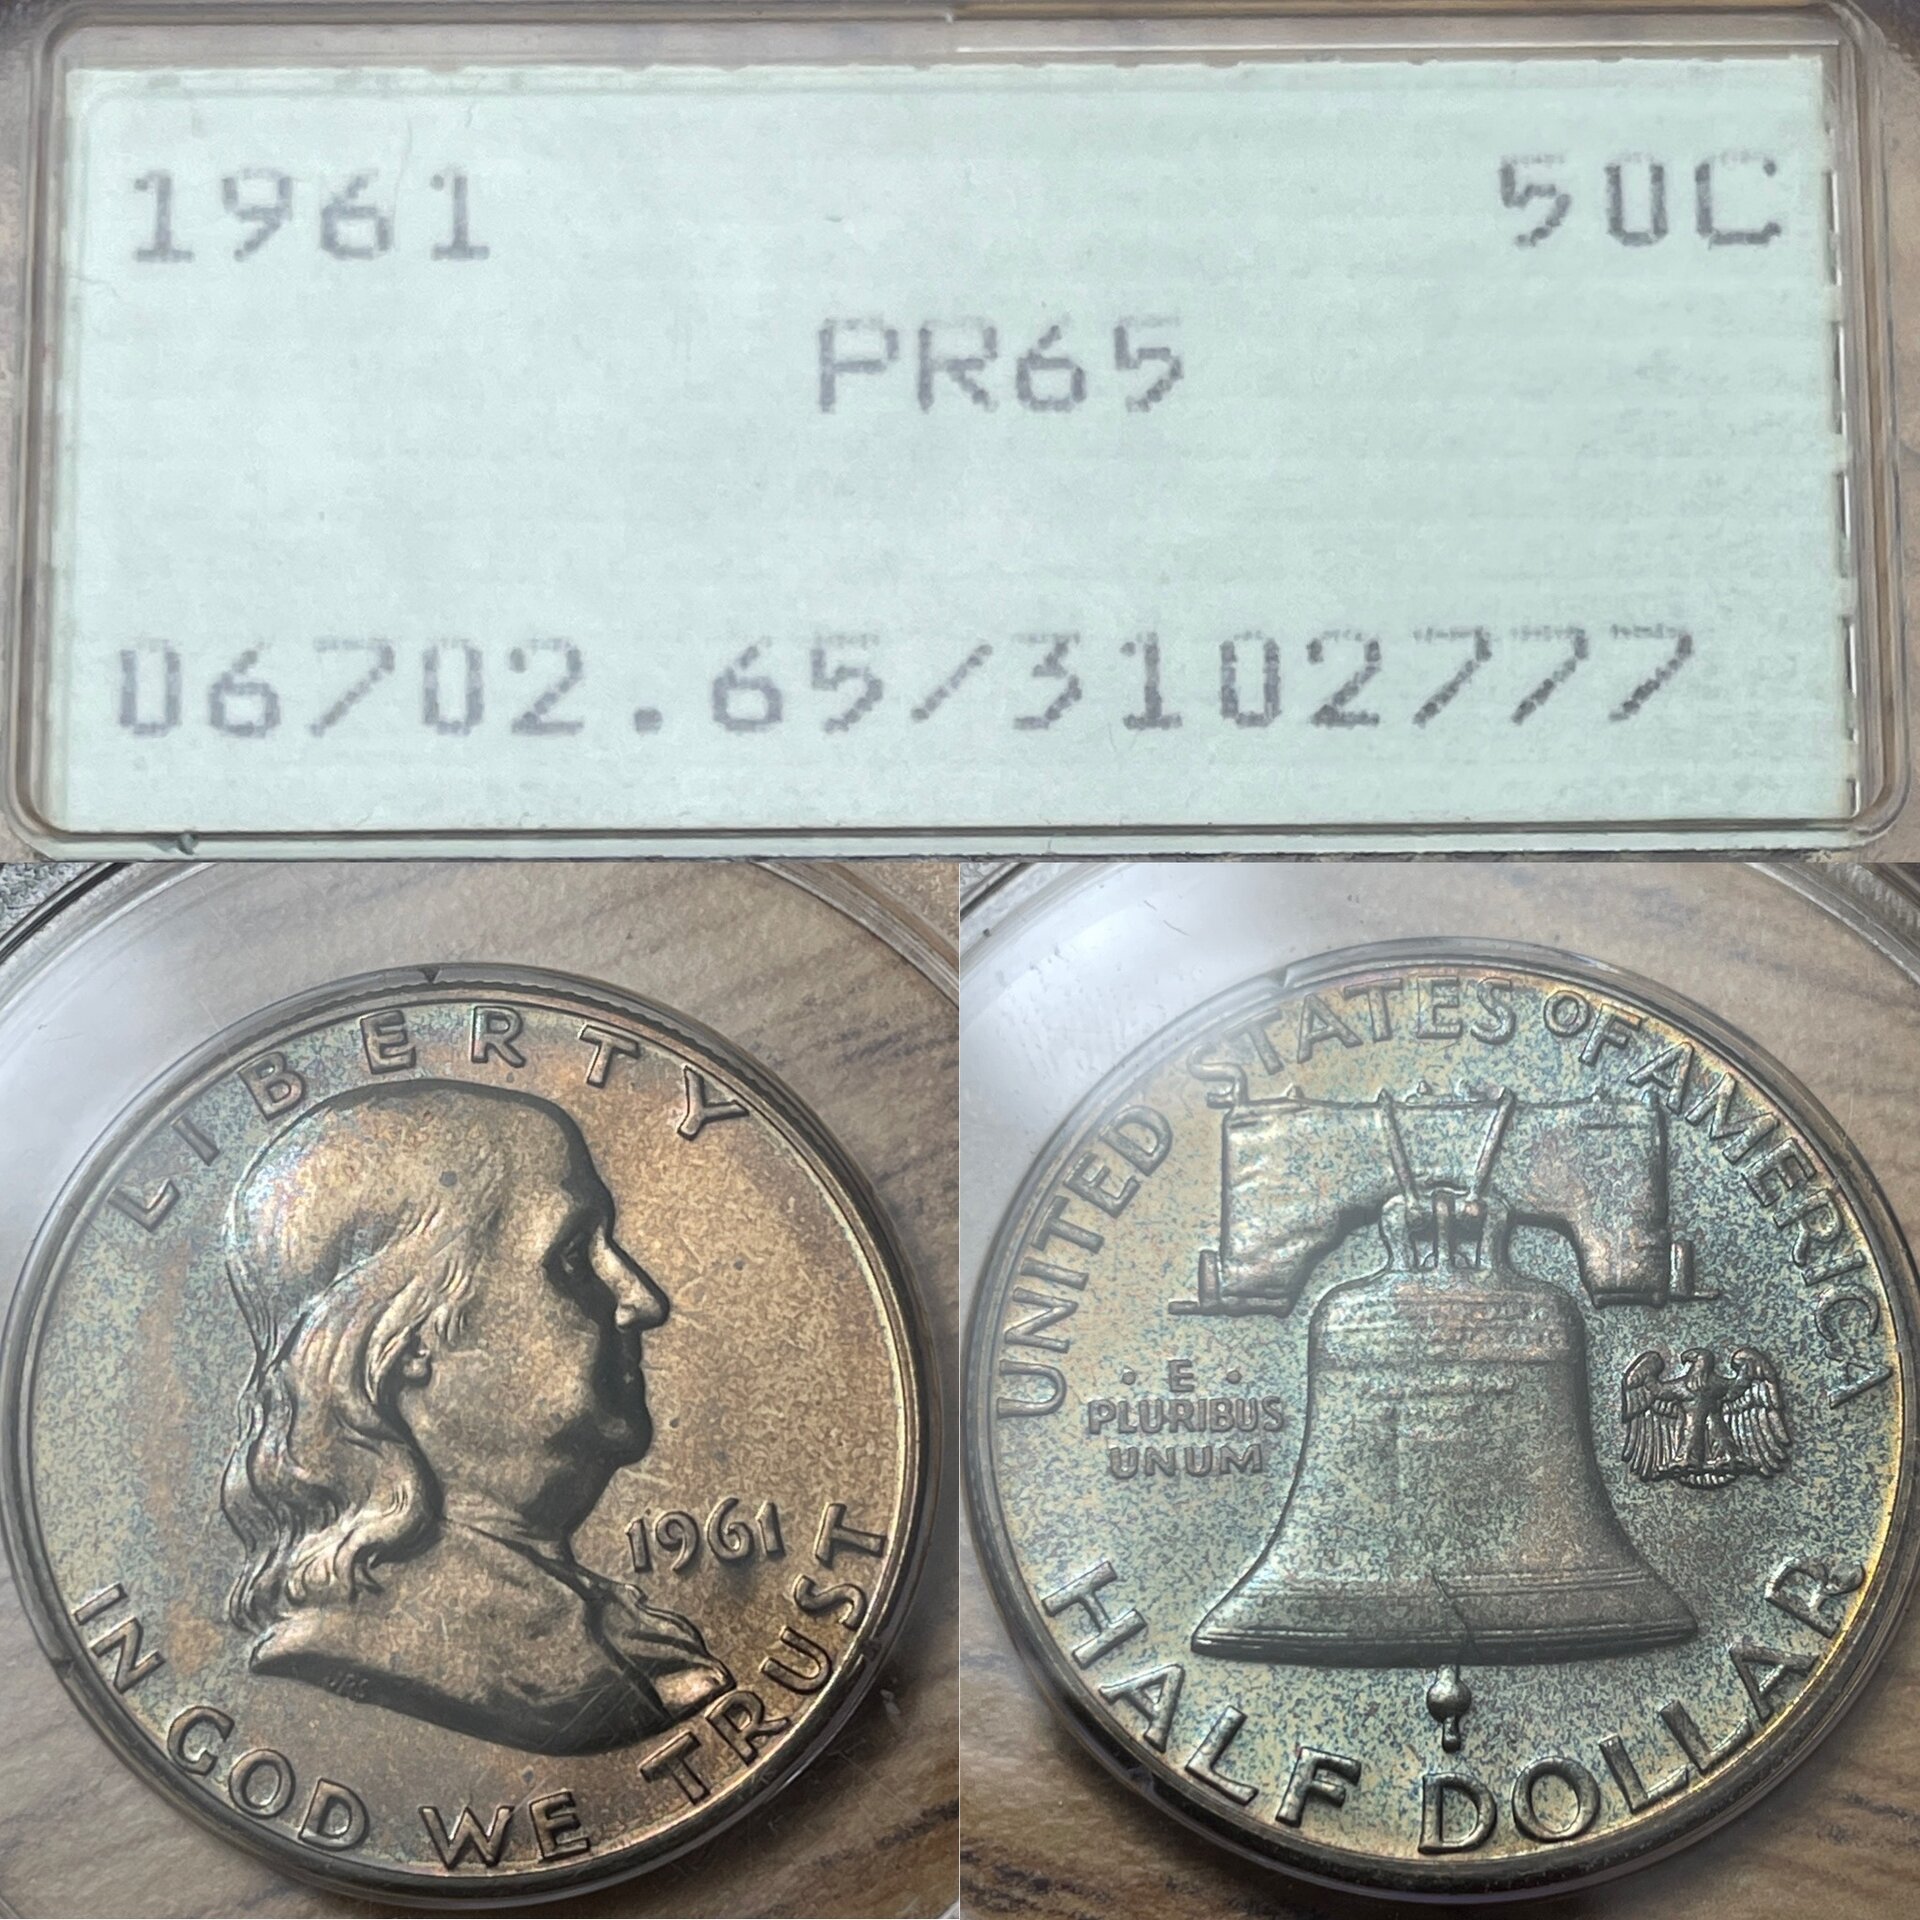 1961 50C
PR65
06702.65/3102777
LIBERTY
1961
IN GOD WE TRUST
JRS
UNITED STATES OF AMERICA
· E ·
PLURIBUS
UNUM
HALF DOLLAR